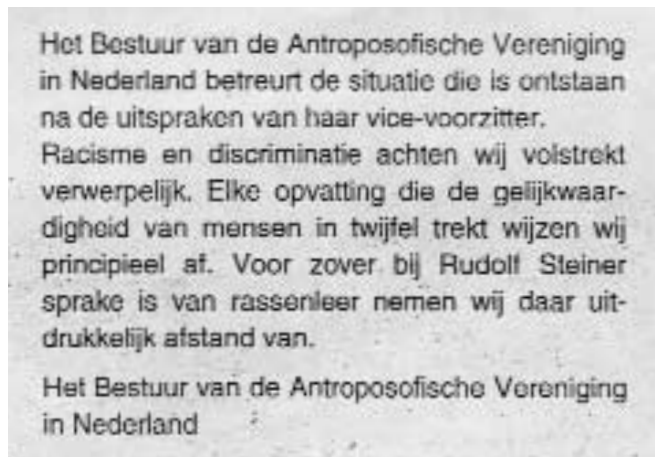 Het Bestuur van de Antroposofische Vereniging
in Nederland betreurt de situatie die is ontstaan
na de uitspraken van haar vice-voorzitter.
Racisme en discriminatie achten wij volstrekt
verwerpelijk. Elke opvatting die de gelijkwaar-
digheid van mensen in twijfel trekt wijzen wij
principieel af. Voor zover bij Rudolf Steiner
sprake is van rassenleer nemen wij daar uit-
drukkelijk afstand van.
Het Bestuur van de Antroposofische Vereniging
in Nederland